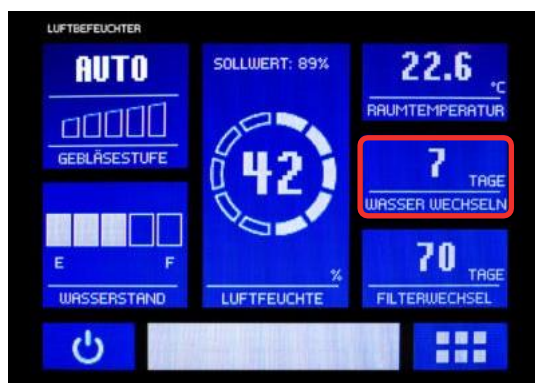 LUFTBEFEUCHTER
AUTO
GEBLÄSESTUFE
E F
WASSERSTAND
SOLLWERT: 89%
42
%
LUFTFEUCHTE
22.6 °C
RAUMTEMPERATUR
7 TAGE
WASSER WECHSELN
70 TAGE
FILTERWECHSEL